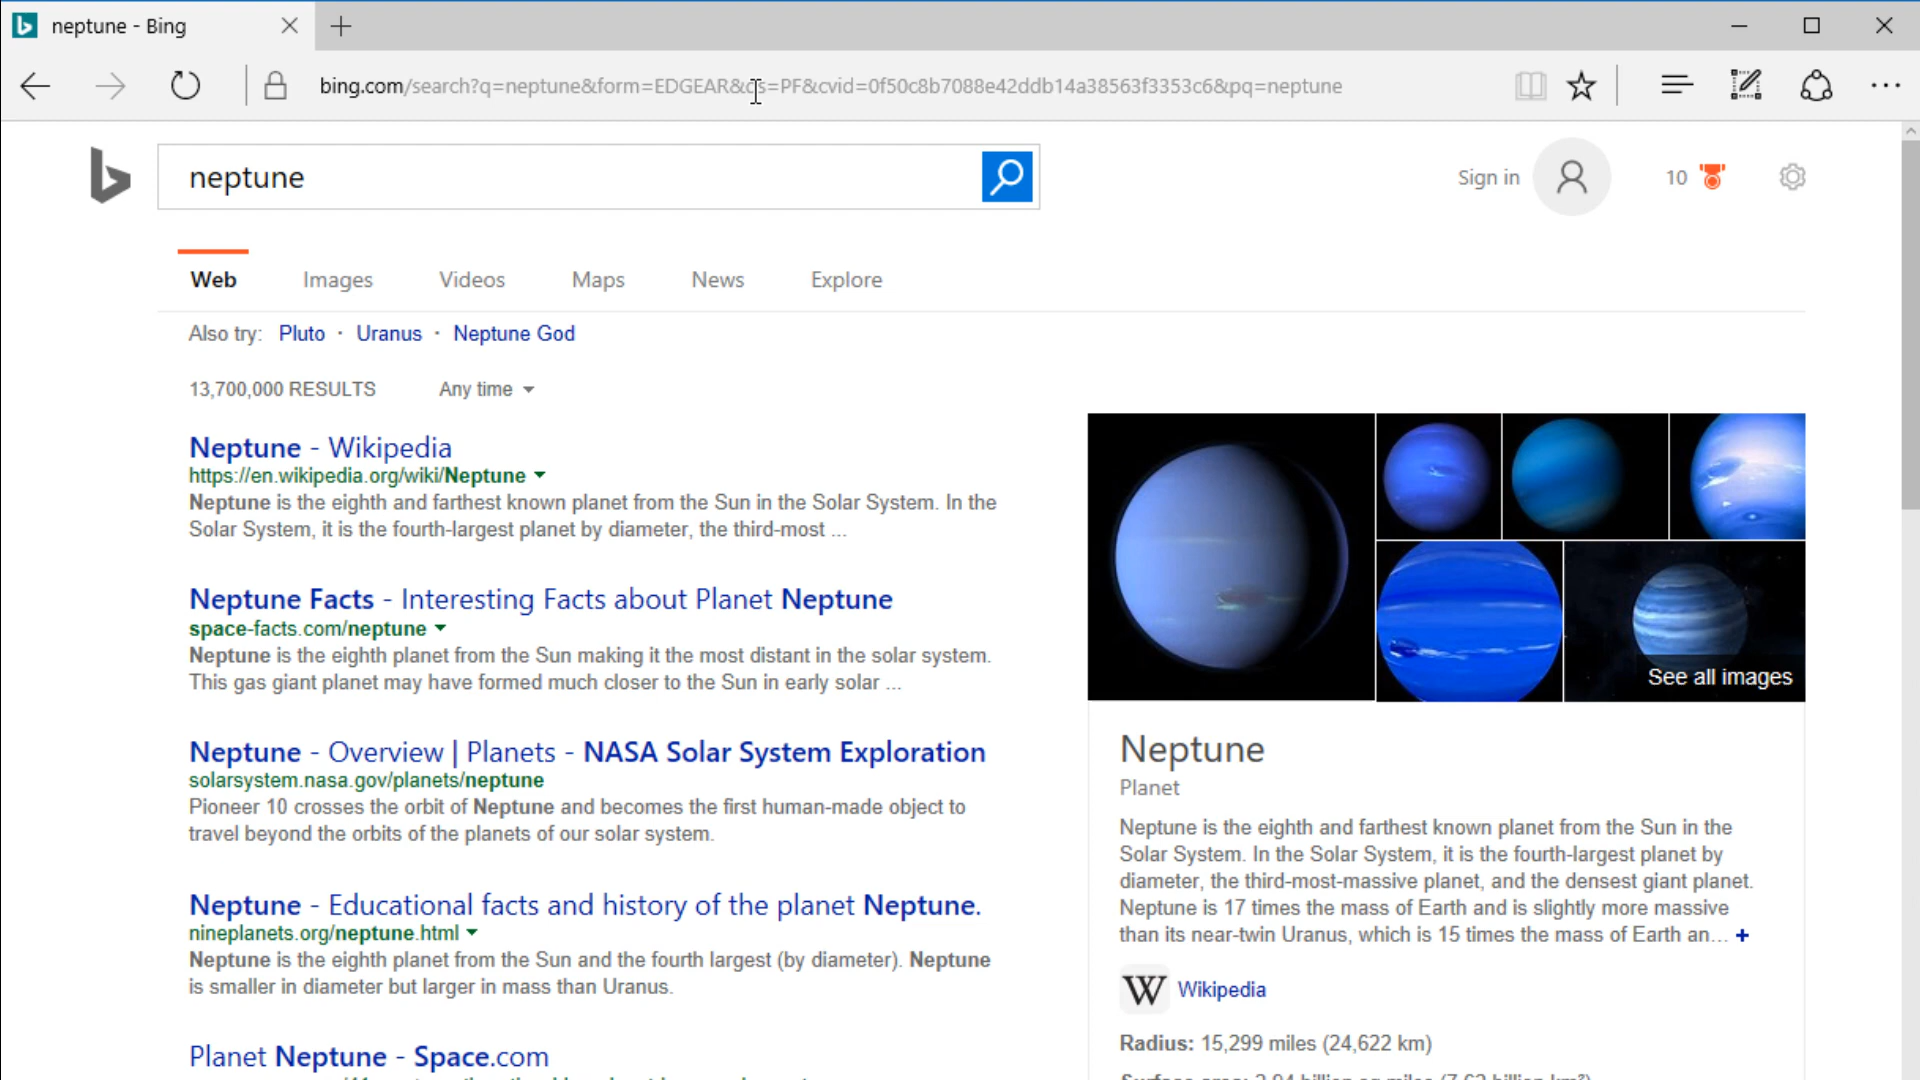 neptune - Bing
bing.com/search?q=neptune&form=EDGEAR&qs=PF&cvid=0f50c8b7088e42ddb14a38563f3353c6&pq=neptune
neptune
Sign in
10
Web Images Videos Maps News Explore
Also try: Pluto · Uranus · Neptune God
13,700,000 RESULTS Any time
Neptune - Wikipedia
https://en.wikipedia.org/wiki/Neptune
Neptune is the eighth and farthest known planet from the Sun in the Solar System. In the
Solar System, it is the fourth-largest planet by diameter, the third-most ...
Neptune Facts - Interesting Facts about Planet Neptune
space-facts.com/neptune
Neptune is the eighth planet from the Sun making it the most distant in the solar system.
This gas giant planet may have formed much closer to the Sun in early solar ...
Neptune - Overview | Planets - NASA Solar System Exploration
solarsystem.nasa.gov/planets/neptune
Pioneer 10 crosses the orbit of Neptune and becomes the first human-made object to
travel beyond the orbits of the planets of our solar system.
Neptune - Educational facts and history of the planet Neptune.
nineplanets.org/neptune.html
Neptune is the eighth planet from the Sun and the fourth largest (by diameter). Neptune
is smaller in diameter but larger in mass than Uranus.
Planet Neptune - Space.com
See all images
Neptune
Planet
Neptune is the eighth and farthest known planet from the Sun in the
Solar System. In the Solar System, it is the fourth-largest planet by
diameter, the third-most-massive planet, and the densest giant planet.
Neptune is 17 times the mass of Earth and is slightly more massive
than its near-twin Uranus, which is 15 times the mass of Earth an... +
W Wikipedia
Radius: 15,299 miles (24,622 km)